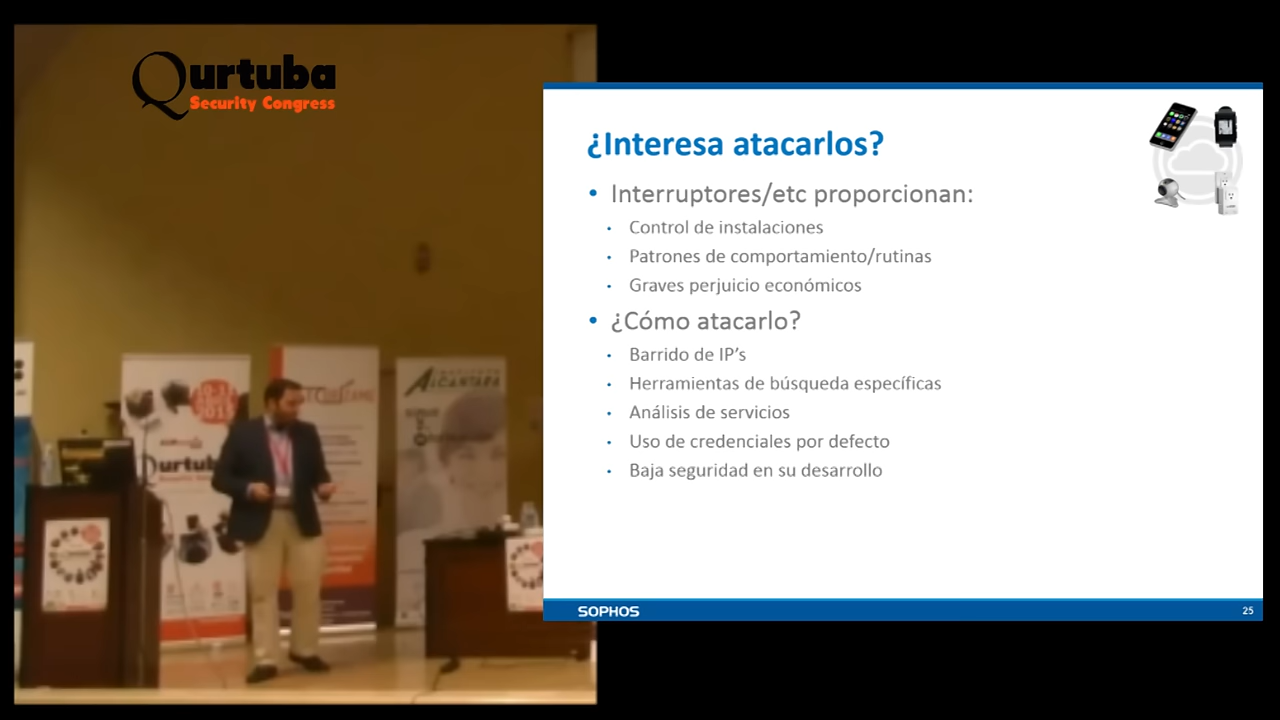 Qurtuba
Security Congress
¿Interesa atacarlos?
• Interruptores/etc proporcionan:
• Control de instalaciones
• Patrones de comportamiento/rutinas
• Graves perjuicio económicos
• ¿Cómo atacarlo?
• Barrido de IP's
• Herramientas de búsqueda específicas
• Análisis de servicios
• Uso de credenciales por defecto
• Baja seguridad en su desarrollo
SOPHOS
25
ALCANTARA
urtub